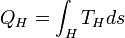 Q_H = \int_H T_H ds